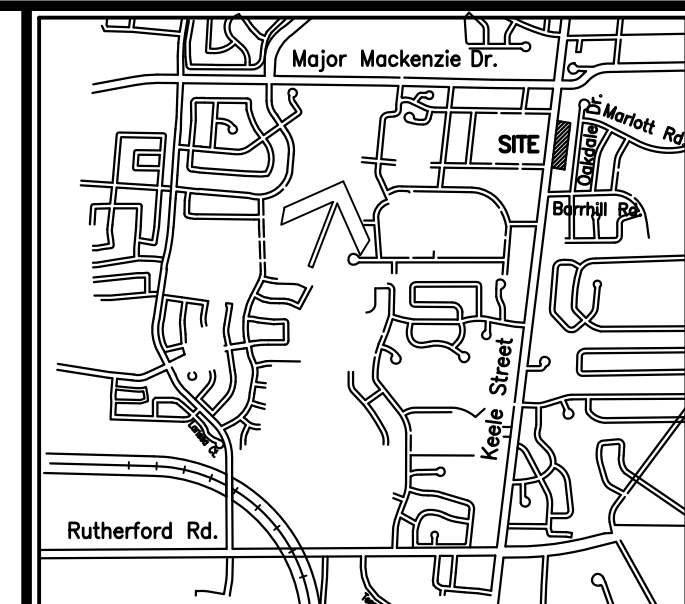 Major Mackenzie Dr.
SITE
Oakdale Dr.
Marlott Rd.
Barrhill Rd.
Keele Street
Rutherford Rd.